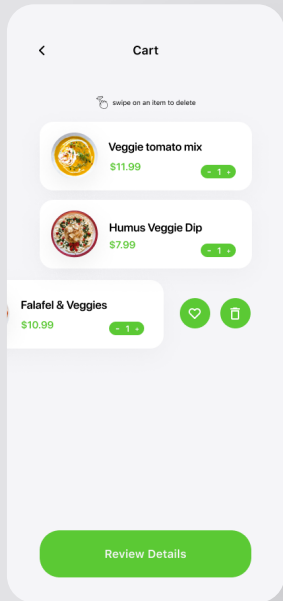 Cart
swipe on an item to delete
Veggie tomato mix
$11.99
- 1 +
Humus Veggie Dip
$7.99
- 1 +
Falafel & Veggies
$10.99
- 1 +
Review Details